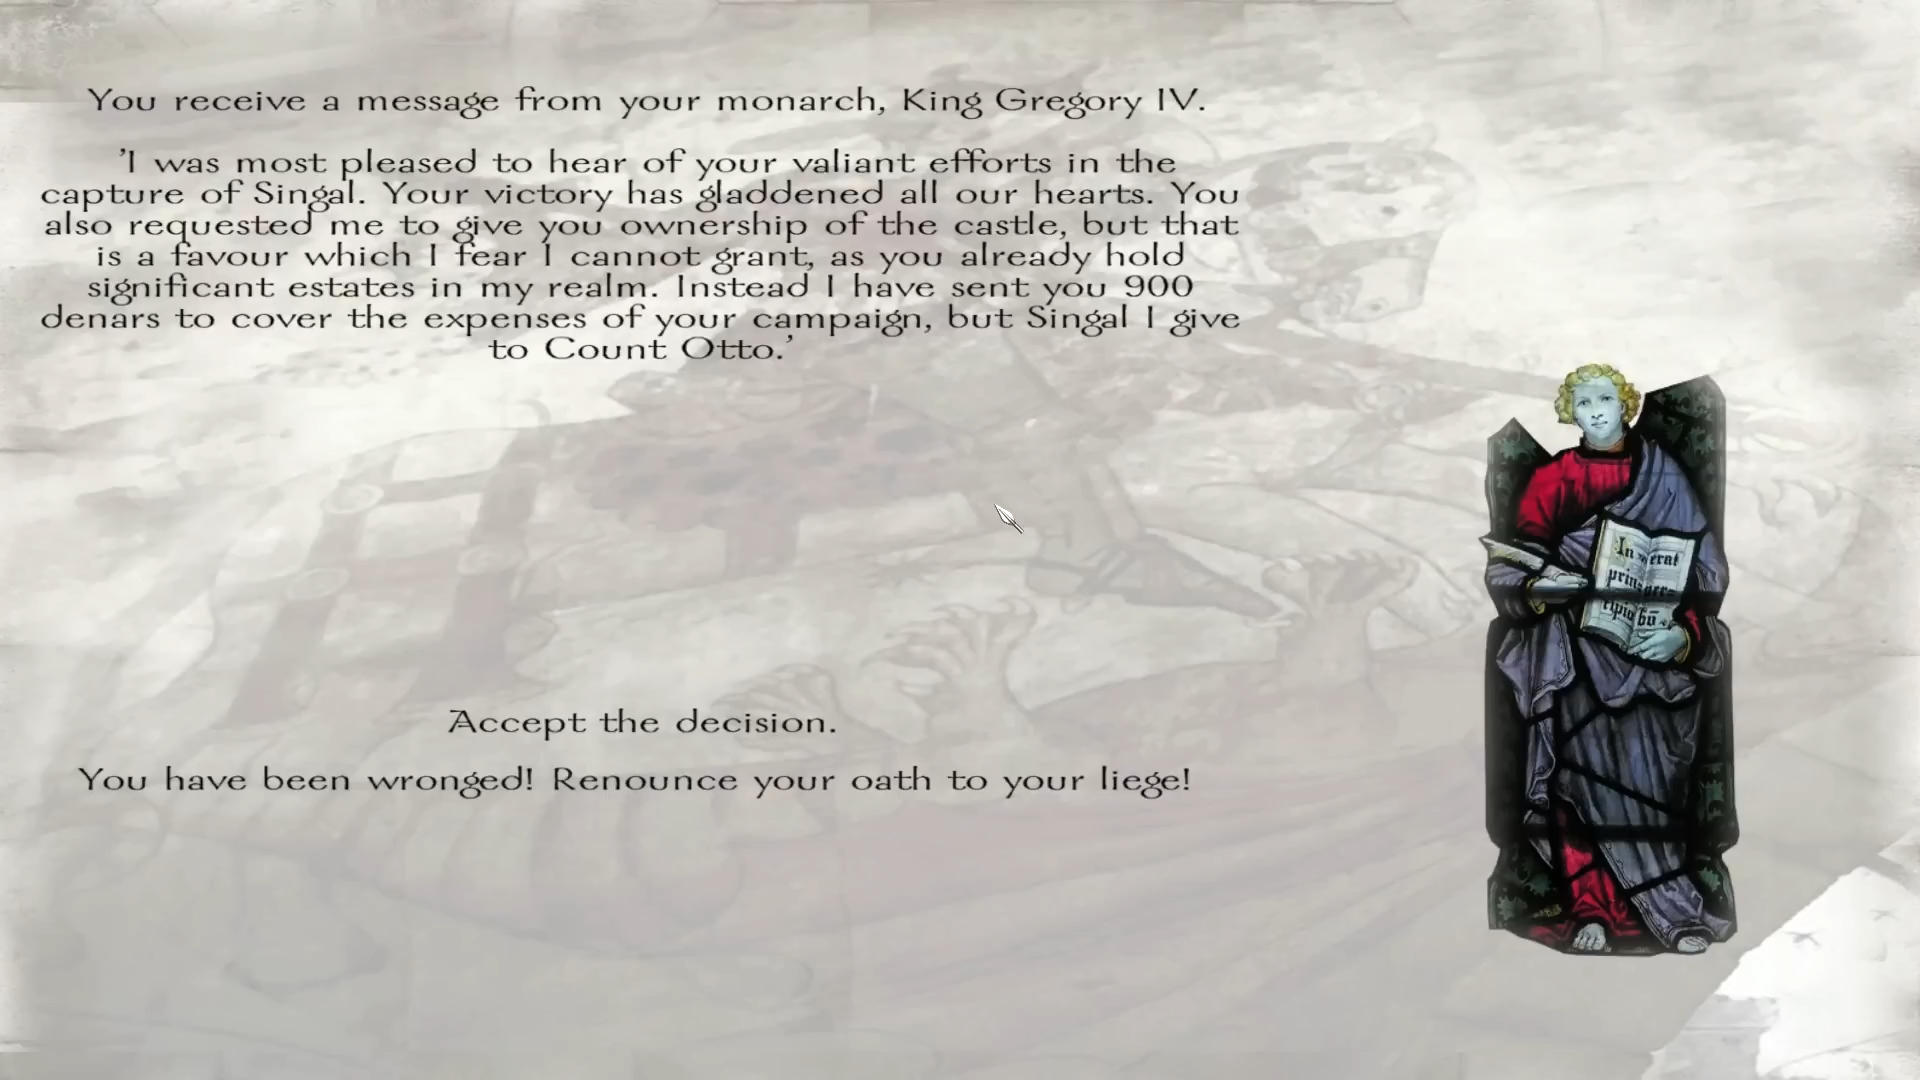 You receive a message from your monarch, King Gregory IV.
'I was most pleased to hear of your valiant efforts in the
capture of Singal. Your victory has gladdened all our hearts. You
also requested me to give you ownership of the castle, but that
is a favour which I fear I cannot grant, as you already hold
significant estates in my realm. Instead I have sent you 900
denars to cover the expenses of your campaign, but Singal I give
to Count Otto.'
Accept the decision.
You have been wronged! Renounce your oath to your liege!
In erat
prin
cipio